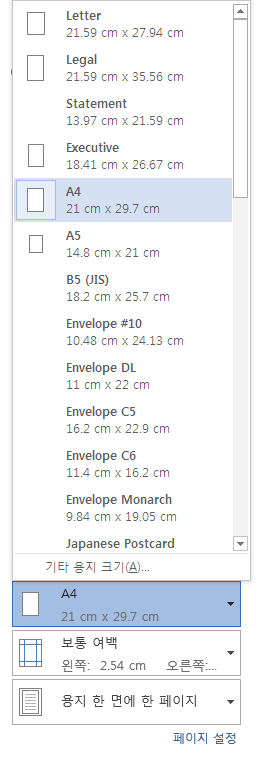 Letter
21.59 cm x 27.94 cm
Legal
21.59 cm x 35.56 cm
Statement
13.97 cm x 21.59 cm
Executive
18.41 cm x 26.67 cm
A4
21 cm x 29.7 cm
A5
14.8 cm x 21 cm
B5 (JIS)
18.2 cm x 25.7 cm
Envelope #10
10.48 cm x 24.13 cm
Envelope DL
11 cm x 22 cm
Envelope C5
16.2 cm x 22.9 cm
Envelope C6
11.4 cm x 16.2 cm
Envelope Monarch
9.84 cm x 19.05 cm
Japanese Postcard
기타 용지 크기(A)...
A4
21 cm x 29.7 cm
보통 여백
왼쪽: 2.54 cm 오른쪽:...
용지 한 면에 한 페이지
페이지 설정